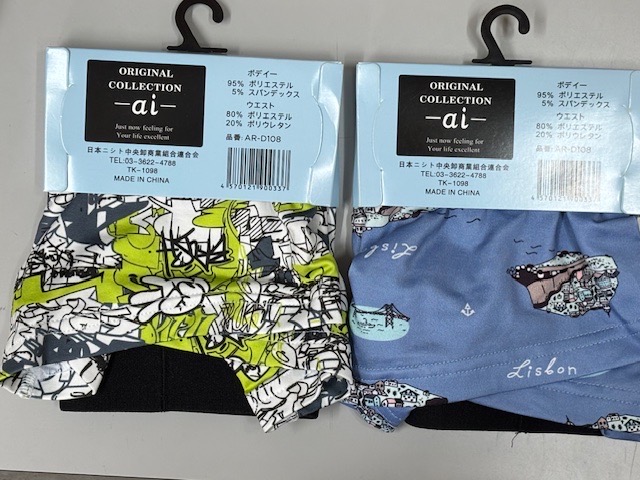 ORIGINAL
COLLECTION
ai
Just now feeling for
Your life excellent
日本ニット中央卸商業組合連合会
TEL:03-3622-4788
TK-1098
MADE IN CHINA
ボデイー
95% ポリエステル
5% スパンデックス
ウエスト
80% ポリエステル
20% ポリウレタン
品番: AR-D108
4570121900337
ORIGINAL
COLLECTION
ai
Just now feeling for
Your life excellent
日本ニット中央卸商業組合連合会
TEL:03-3622-4788
TK-1098
MADE IN CHINA
ボデイー
95% ポリエステル
5% スパンデックス
ウエスト
80% ポリエステル
20% ポリウレタン
品番: AR-D108
4570121900337
Lisbon